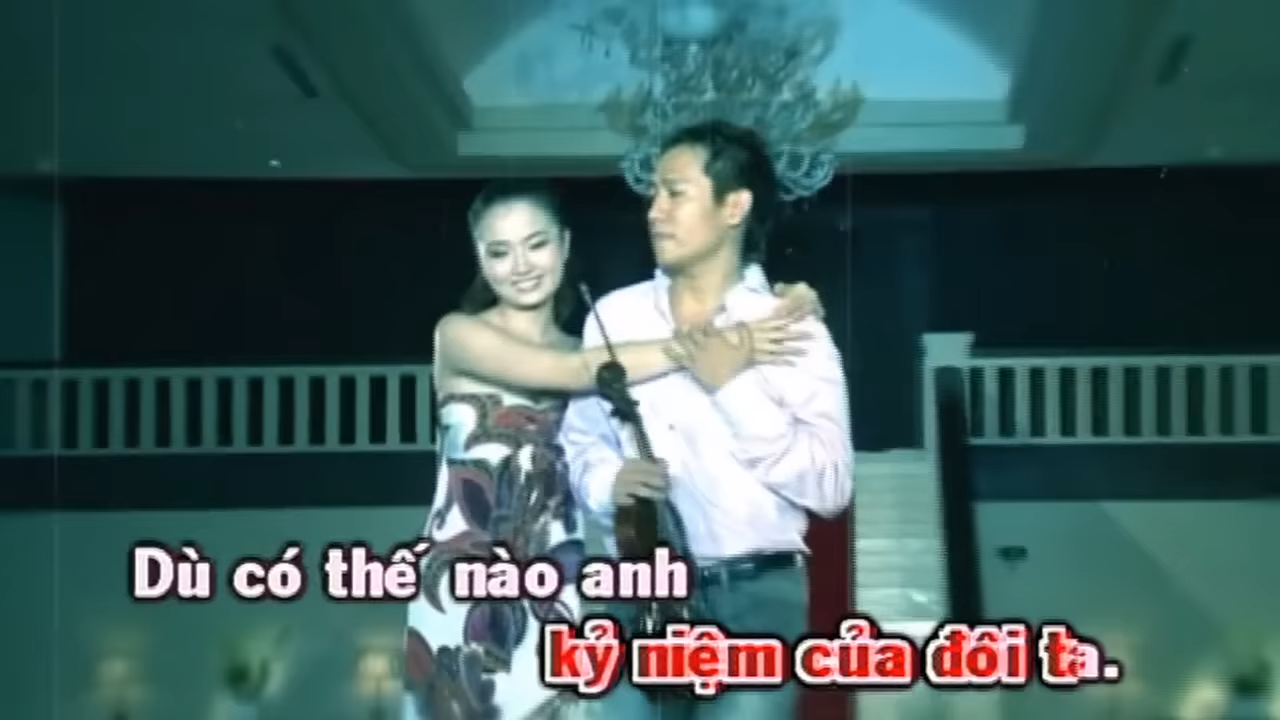 Dù có thế nào anh
kỷ niệm của đôi ta.